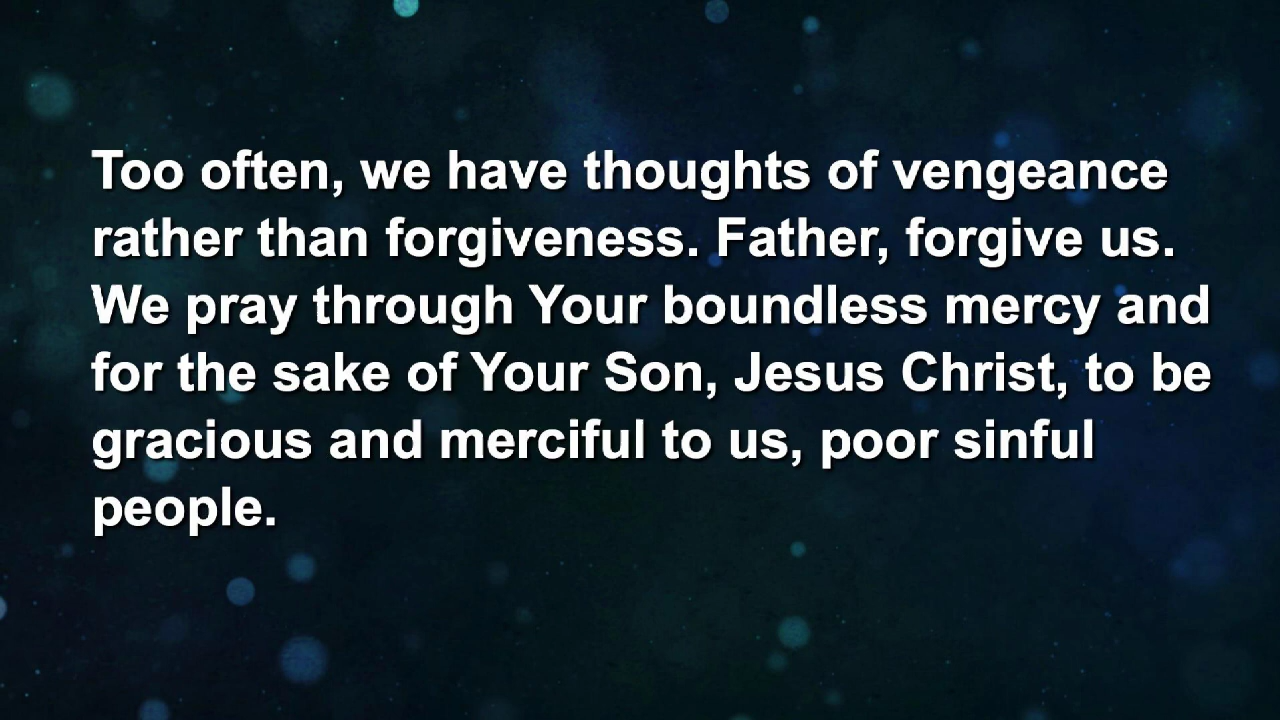 Too often, we have thoughts of vengeance
rather than forgiveness. Father, forgive us.
We pray through Your boundless mercy and
for the sake of Your Son, Jesus Christ, to be
gracious and merciful to us, poor sinful
people.